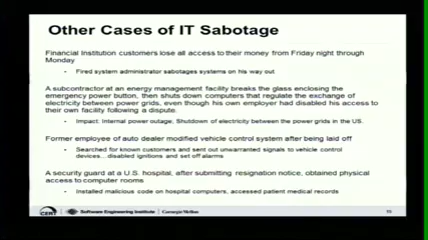 Other Cases of IT Sabotage
Financial Institution customers lose all access to their money from Friday night through
Monday
• Fired system administrator sabotages systems on his way out
A subcontractor at an energy management facility breaks the glass enclosing the
emergency power button, then shuts down computers that regulate the exchange of
electricity between power grids, even though his own employer had disabled his access to
their own facility following a dispute.
• Impact: Internal power outage, Shutdown of electricity between the power grids in the US.
Former employee of auto dealer modified vehicle control system after being laid off
• Searched for known customers and sent out unwarranted signals to vehicle control
devices... disabled ignitions and set off alarms
A security guard at a U.S. hospital, after submitting resignation notice, obtained physical
access to computer rooms
• Installed malicious code on hospital computers, accessed patient medical records
CERT
Software Engineering Institute
Carnegie Mellon